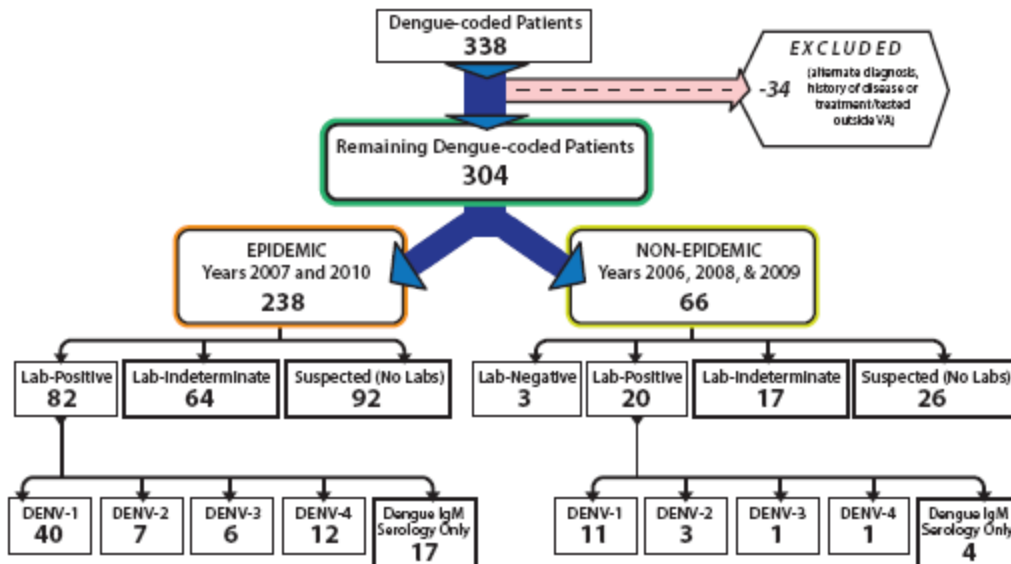 Dengue-coded Patients
338
EXCLUDED
-34
(alternate diagnosis,
history of disease or
treatment/tested
outside VA)
Remaining Dengue-coded Patients
304
EPIDEMIC
Years 2007 and 2010
238
NON-EPIDEMIC
Years 2006, 2008, & 2009
66
Lab-Positive
82
Lab-Indeterminate
64
Suspected (No Labs)
92
Lab-Negative
3
Lab-Positive
20
Lab-Indeterminate
17
Suspected (No Labs)
26
DENV-1
40
DENV-2
7
DENV-3
6
DENV-4
12
Dengue IgM
Serology Only
17
DENV-1
11
DENV-2
3
DENV-3
1
DENV-4
1
Dengue IgM
Serology Only
4